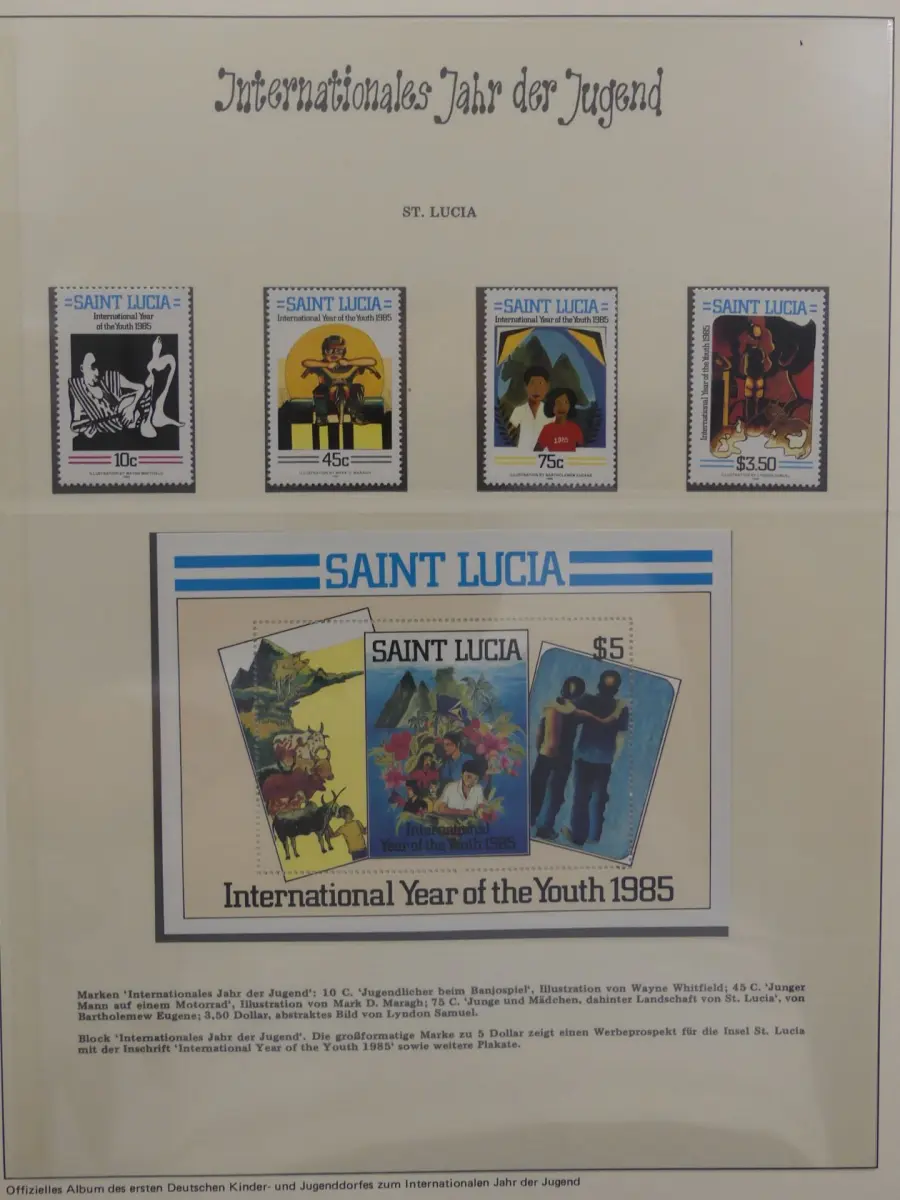 Internationales Jahr der Jugend
ST. LUCIA
SAINT LUCIA
International Year
of the Youth 1985
10c
SAINT LUCIA
International Year of the Youth 1985
45c
SAINT LUCIA
International Year of the Youth 1985
1985
75c
SAINT LUCIA
International Year of the Youth 1985
$3.50
SAINT LUCIA
SAINT LUCIA
$5
International
Year of the Youth 1985
International Year of the Youth 1985
Marken 'Internationales Jahr der Jugend': 10 C. 'Jugendlicher beim Banjospiel', Illustration von Wayne Whitfield; 45 C. 'Junger
Mann auf einem Motorrad', Illustration von Mark D. Maragh; 75 C. 'Junge und Mädchen, dahinter Landschaft von St. Lucia', von
Bartholemew Eugene; 3,50 Dollar, abstraktes Bild von Lyndon Samuel.
Block 'Internationales Jahr der Jugend'. Die großformatige Marke zu 5 Dollar zeigt einen Werbeprospekt für die Insel St. Lucia
mit der Inschrift 'International Year of the Youth 1985' sowie weitere Plakate.
Offizielles Album des ersten Deutschen Kinder- und Jugenddorfes zum Internationalen Jahr der Jugend